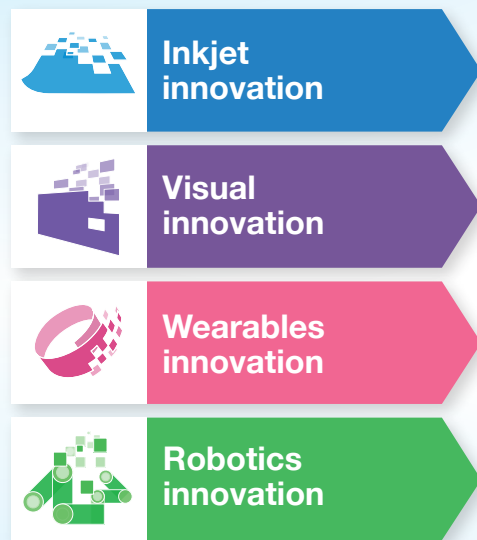 Inkjet
innovation
Visual
innovation
Wearables
innovation
Robotics
innovation